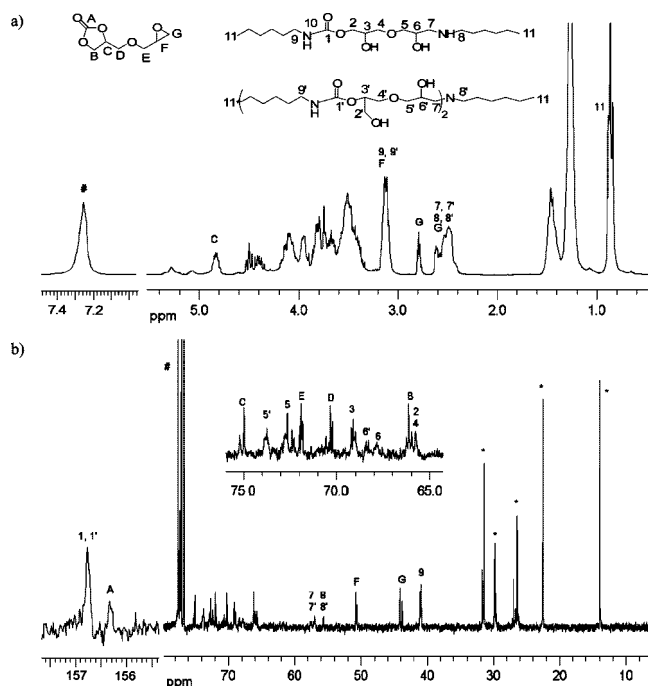 a)
O A O O O O
B C D E F G
11 9 N H 10 O 1 O 2 3 OH 4 O 5 6 OH 7 NH 8 11
11 ( 9' N H O 1' O 3' 2' OH 4' O 5' OH 6' 7' ) 2 N 8' 11
# C 9, 9' F G 7, 7' 8, 8' G 11
7.4 7.2 ppm 5.0 4.0 3.0 2.0 1.0
b)
# C 5' 5 E D 3 6' 6 B 2 4
75.0 70.0 65.0
* * * * *
1, 1' A 7 8 7' 8' F G 9
157 156 ppm 70 60 50 40 30 20 10